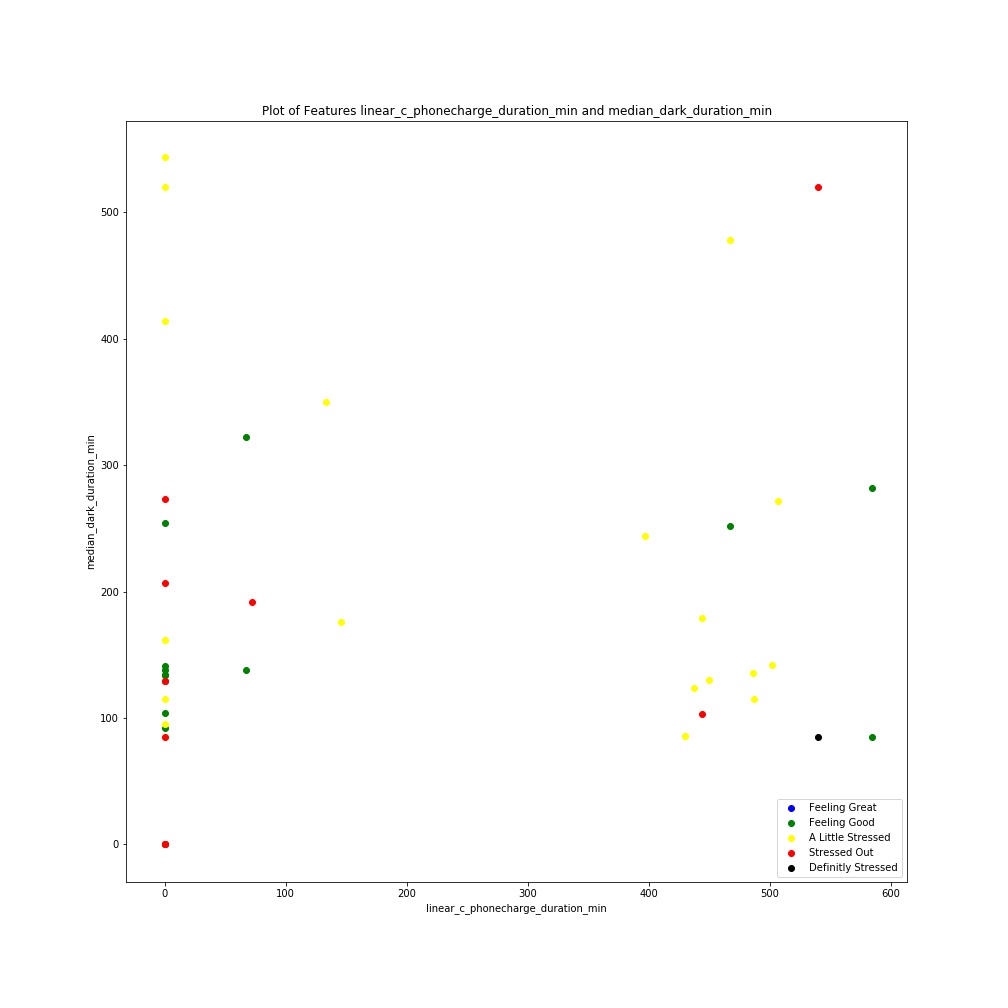 Plot of Features linear_c_phonecharge_duration_min and median_dark_duration_min
500
400
300
200
100
0
median_dark_duration_min
0 100 200 300 400 500 600
linear_c_phonecharge_duration_min
Feeling Great
Feeling Good
A Little Stressed
Stressed Out
Definitly Stressed